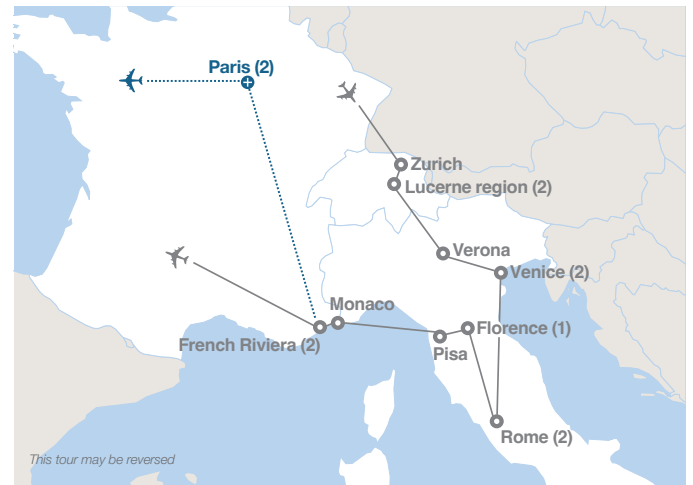 Paris (2)
Zurich
Lucerne region (2)
Verona
Venice (2)
Monaco
Florence (1)
French Riviera (2)
Pisa
Rome (2)
This tour may be reversed